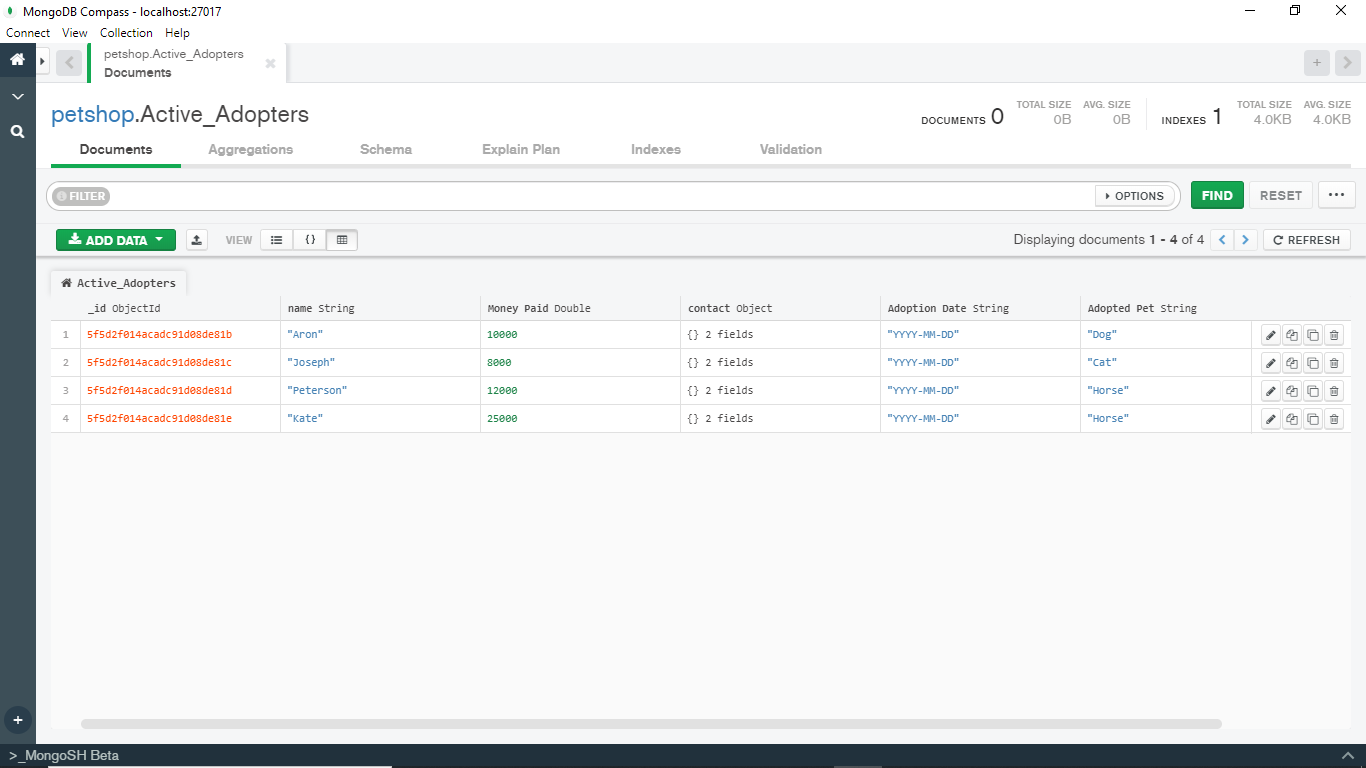 MongoDB Compass - localhost:27017
Connect View Collection Help
petshop.Active_Adopters
Documents
petshop.Active_Adopters
DOCUMENTS 0 TOTAL SIZE 0B AVG. SIZE 0B INDEXES 1 TOTAL SIZE 4.0KB AVG. SIZE 4.0KB
Documents Aggregations Schema Explain Plan Indexes Validation
FILTER OPTIONS FIND RESET ...
ADD DATA VIEW {} Displaying documents 1 - 4 of 4 < > REFRESH
Active_Adopters
_id ObjectId name String Money Paid Double contact Object Adoption Date String Adopted Pet String
1 5f5d2f014acadc91d08de81b "Aron" 10000 {} 2 fields "YYYY-MM-DD" "Dog"
2 5f5d2f014acadc91d08de81c "Joseph" 8000 {} 2 fields "YYYY-MM-DD" "Cat"
3 5f5d2f014acadc91d08de81d "Peterson" 12000 {} 2 fields "YYYY-MM-DD" "Horse"
4 5f5d2f014acadc91d08de81e "Kate" 25000 {} 2 fields "YYYY-MM-DD" "Horse"
>_MongoSH Beta